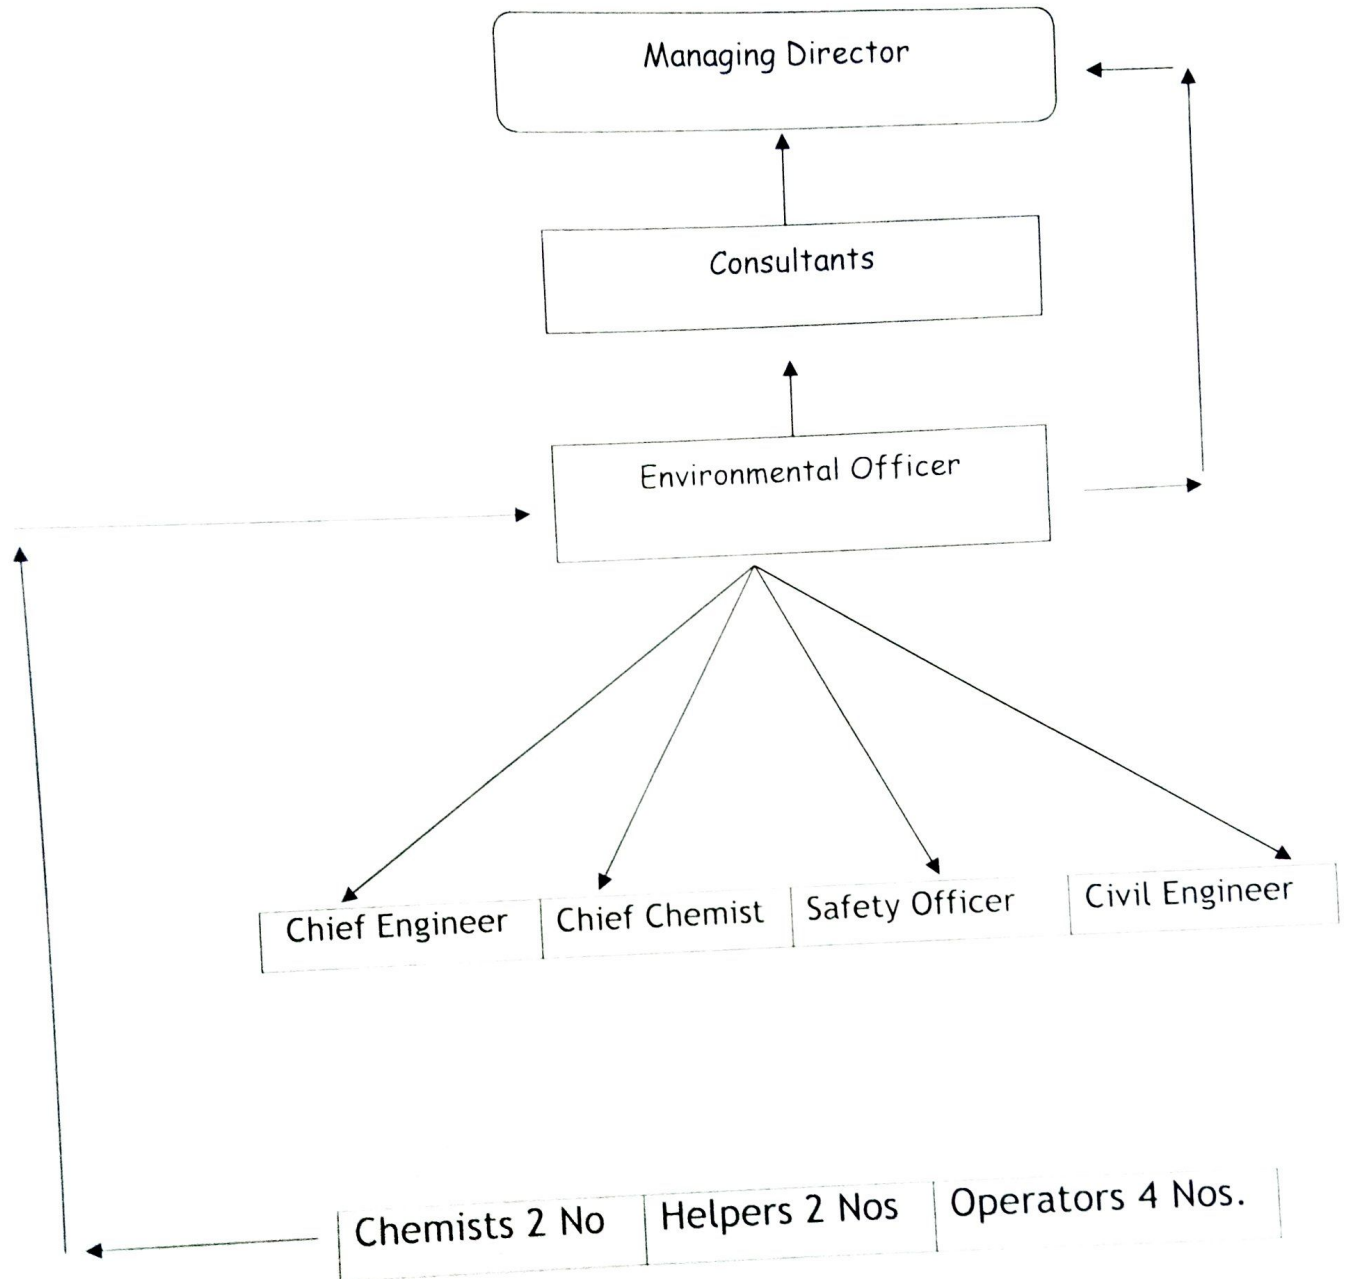 Managing Director
Consultants
Environmental Officer
Chief Engineer
Chief Chemist
Safety Officer
Civil Engineer
Chemists 2 No
Helpers 2 Nos
Operators 4 Nos.